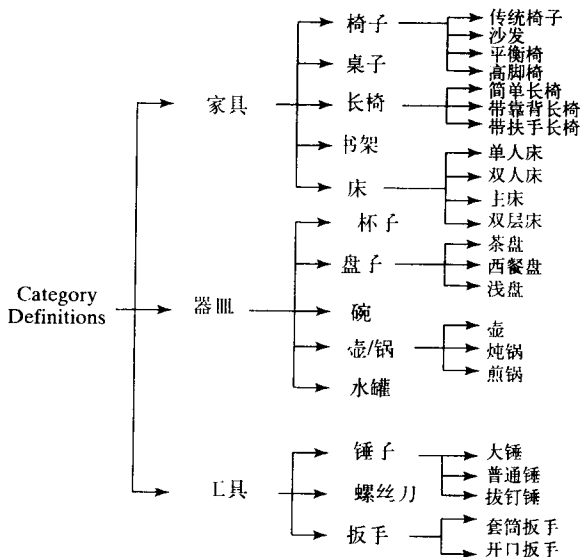 椅子
传统椅子
沙发
平衡椅
高脚椅
桌子
家具
长椅
简单长椅
带靠背长椅
带扶手长椅
书架
床
单人床
双人床
主床
双层床
杯子
盘子
茶盘
西餐盘
浅盘
Category
Definitions
器皿
碗
壶/锅
壶
炖锅
煎锅
水罐
锤子
大锤
普通锤
拔钉锤
工具
螺丝刀
扳手
套筒扳手
开口扳手